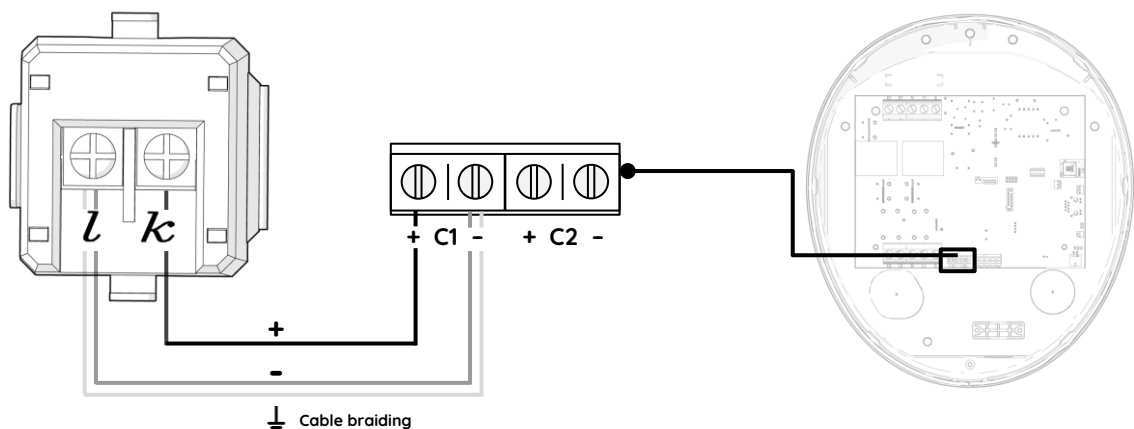 l k
+ C1 - + C2 -
+
-
Cable braiding